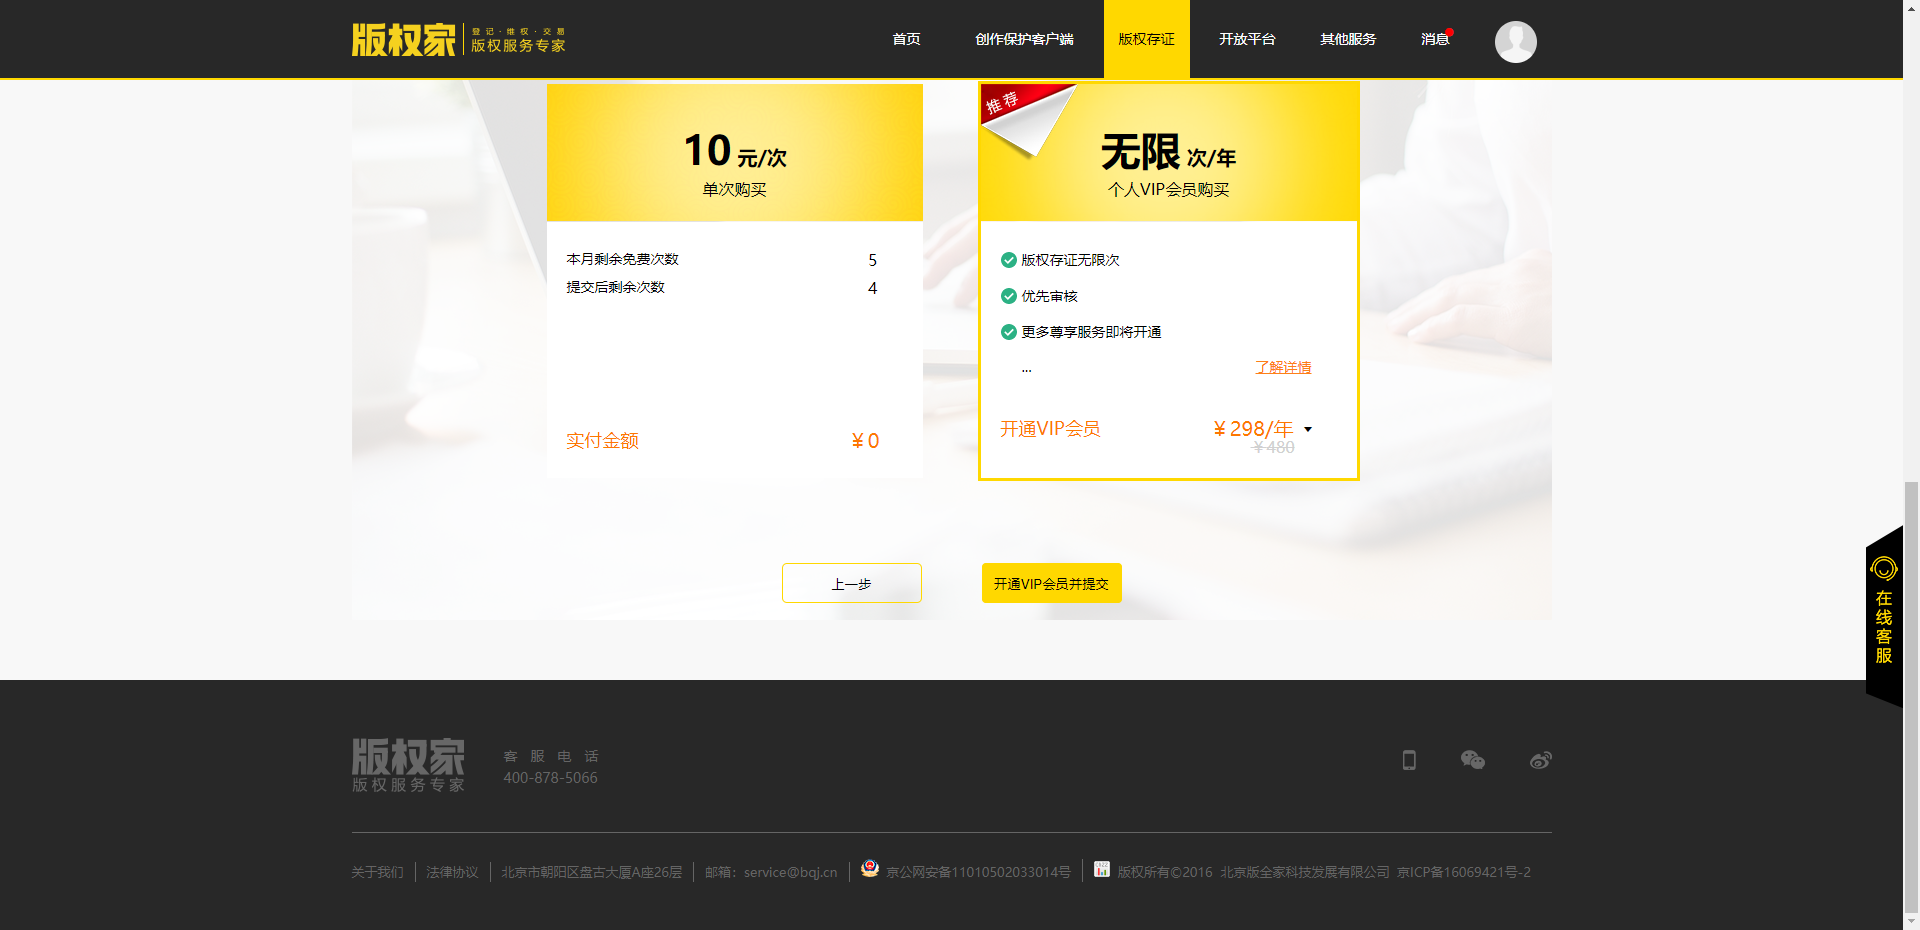 版权家
登记·维权·交易
版权服务专家
首页
创作保护客户端
版权存证
开放平台
其他服务
消息
10 元/次
单次购买
本月剩余免费次数 5
提交后剩余次数 4
实付金额 ¥0
推荐
无限 次/年
个人VIP会员购买
版权存证无限次
优先审核
更多尊享服务即将开通
...
了解详情
开通VIP会员 ¥298/年
¥480
上一步
开通VIP会员并提交
在线客服
版权家
版权服务专家
客服电话
400-878-5066
关于我们
法律协议
北京市朝阳区盘古大厦A座26层
邮箱：service@bqj.cn
京公网安备11010502033014号
版权所有©2016 北京版全家科技发展有限公司 京ICP备16069421号-2